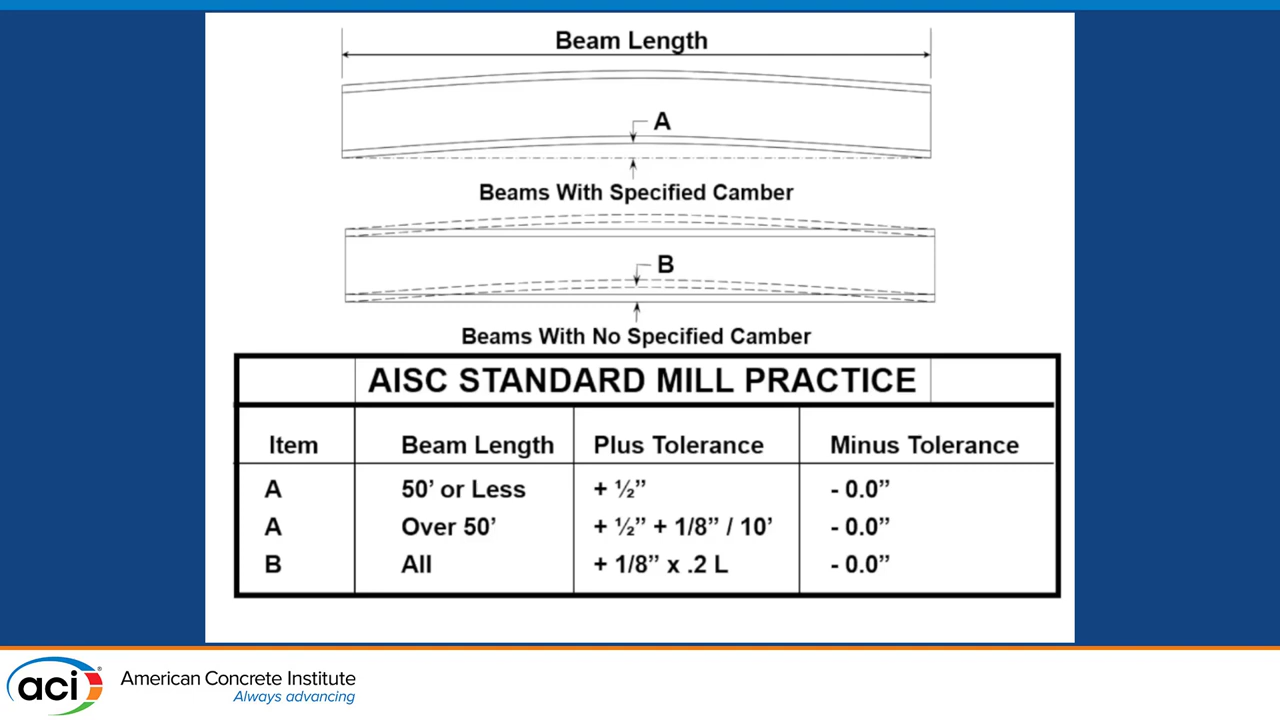 Beam Length
A
Beams With Specified Camber
B
Beams With No Specified Camber
AISC STANDARD MILL PRACTICE
Item Beam Length Plus Tolerance Minus Tolerance
A 50’ or Less + ½” - 0.0”
A Over 50’ + ½” + 1/8” / 10’ - 0.0”
B All + 1/8” x .2 L - 0.0”
aci®
American Concrete Institute
Always advancing